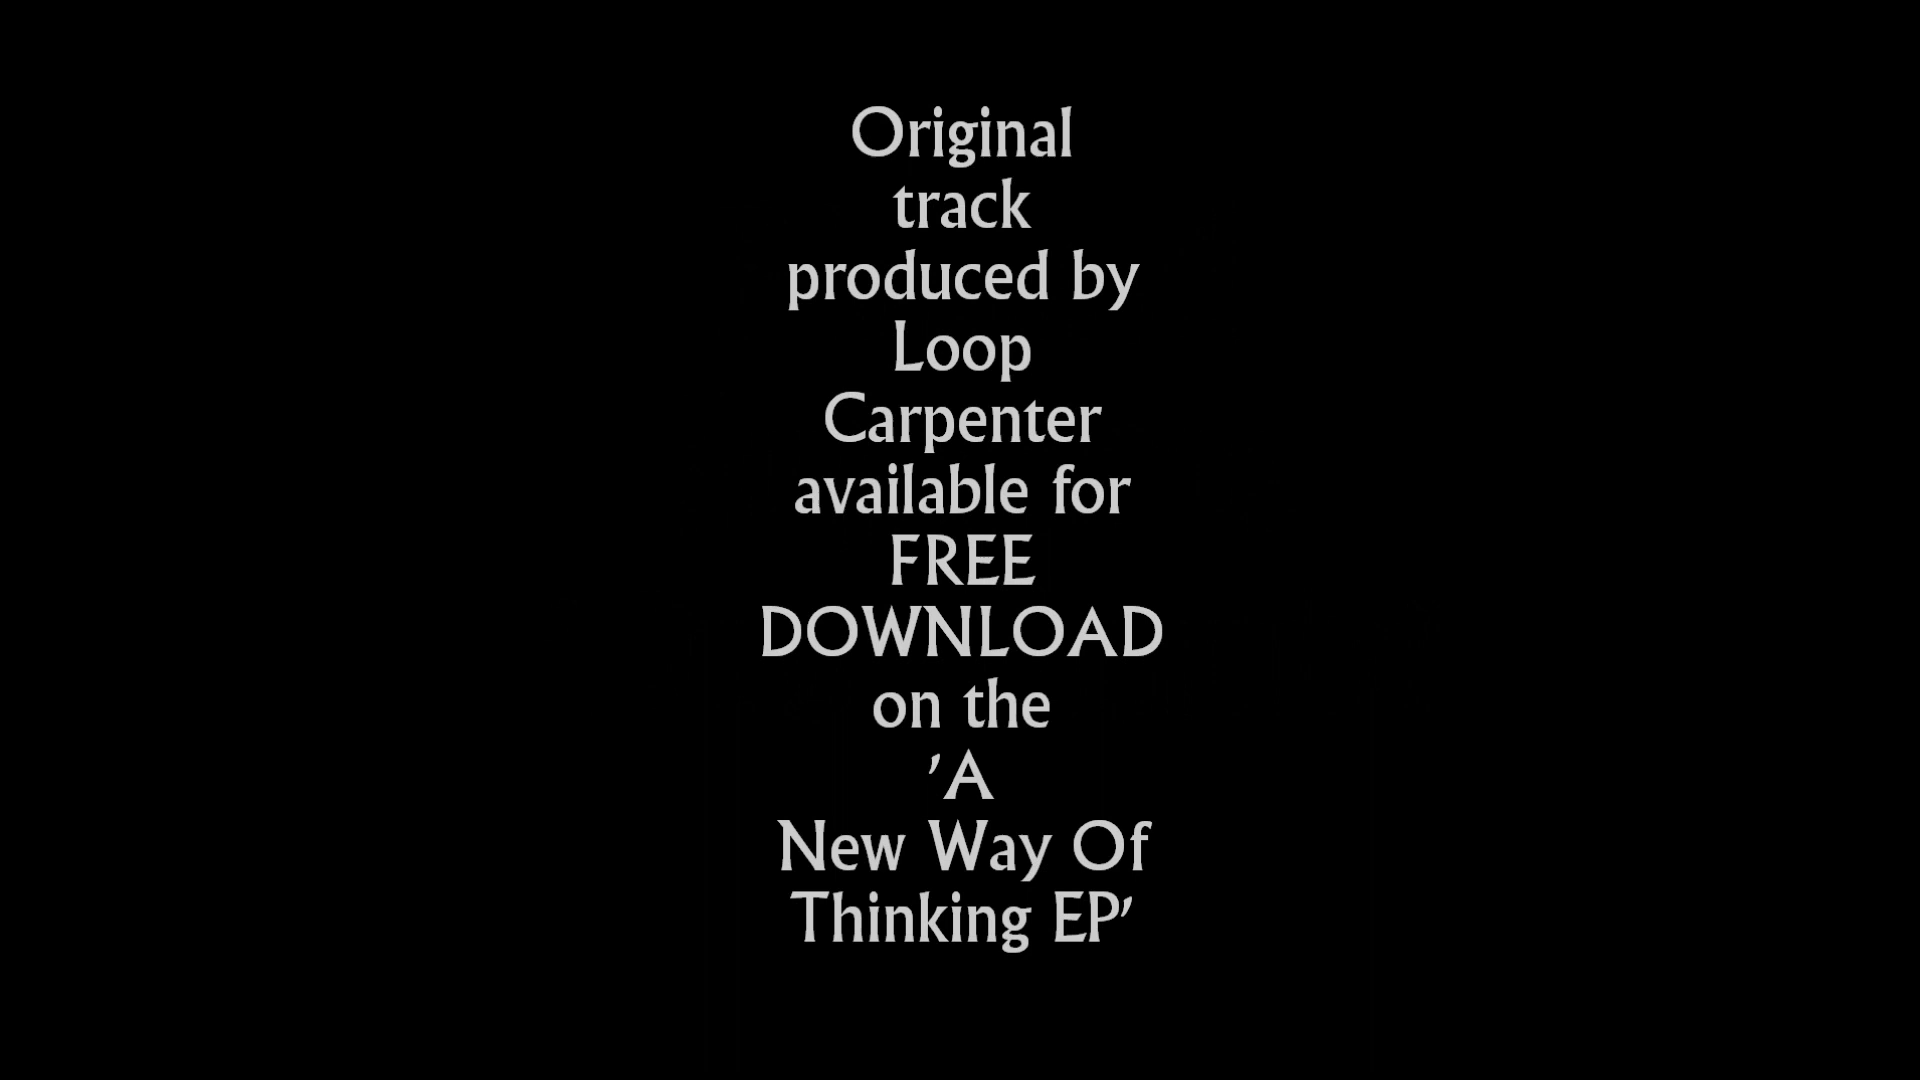 Original
track
produced by
Loop
Carpenter
available for
FREE
DOWNLOAD
on the
'A
New Way Of
Thinking EP'